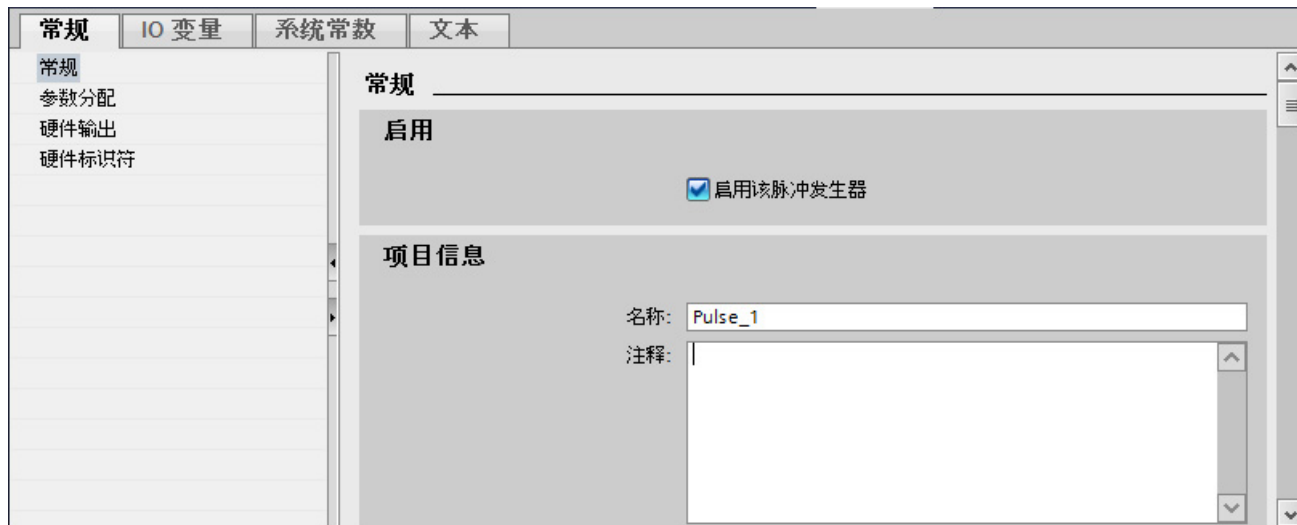 常规 IO 变量 系统常数 文本
常规
参数分配
硬件输出
硬件标识符
常规
启用
启用该脉冲发生器
项目信息
名称: Pulse_1
注释: